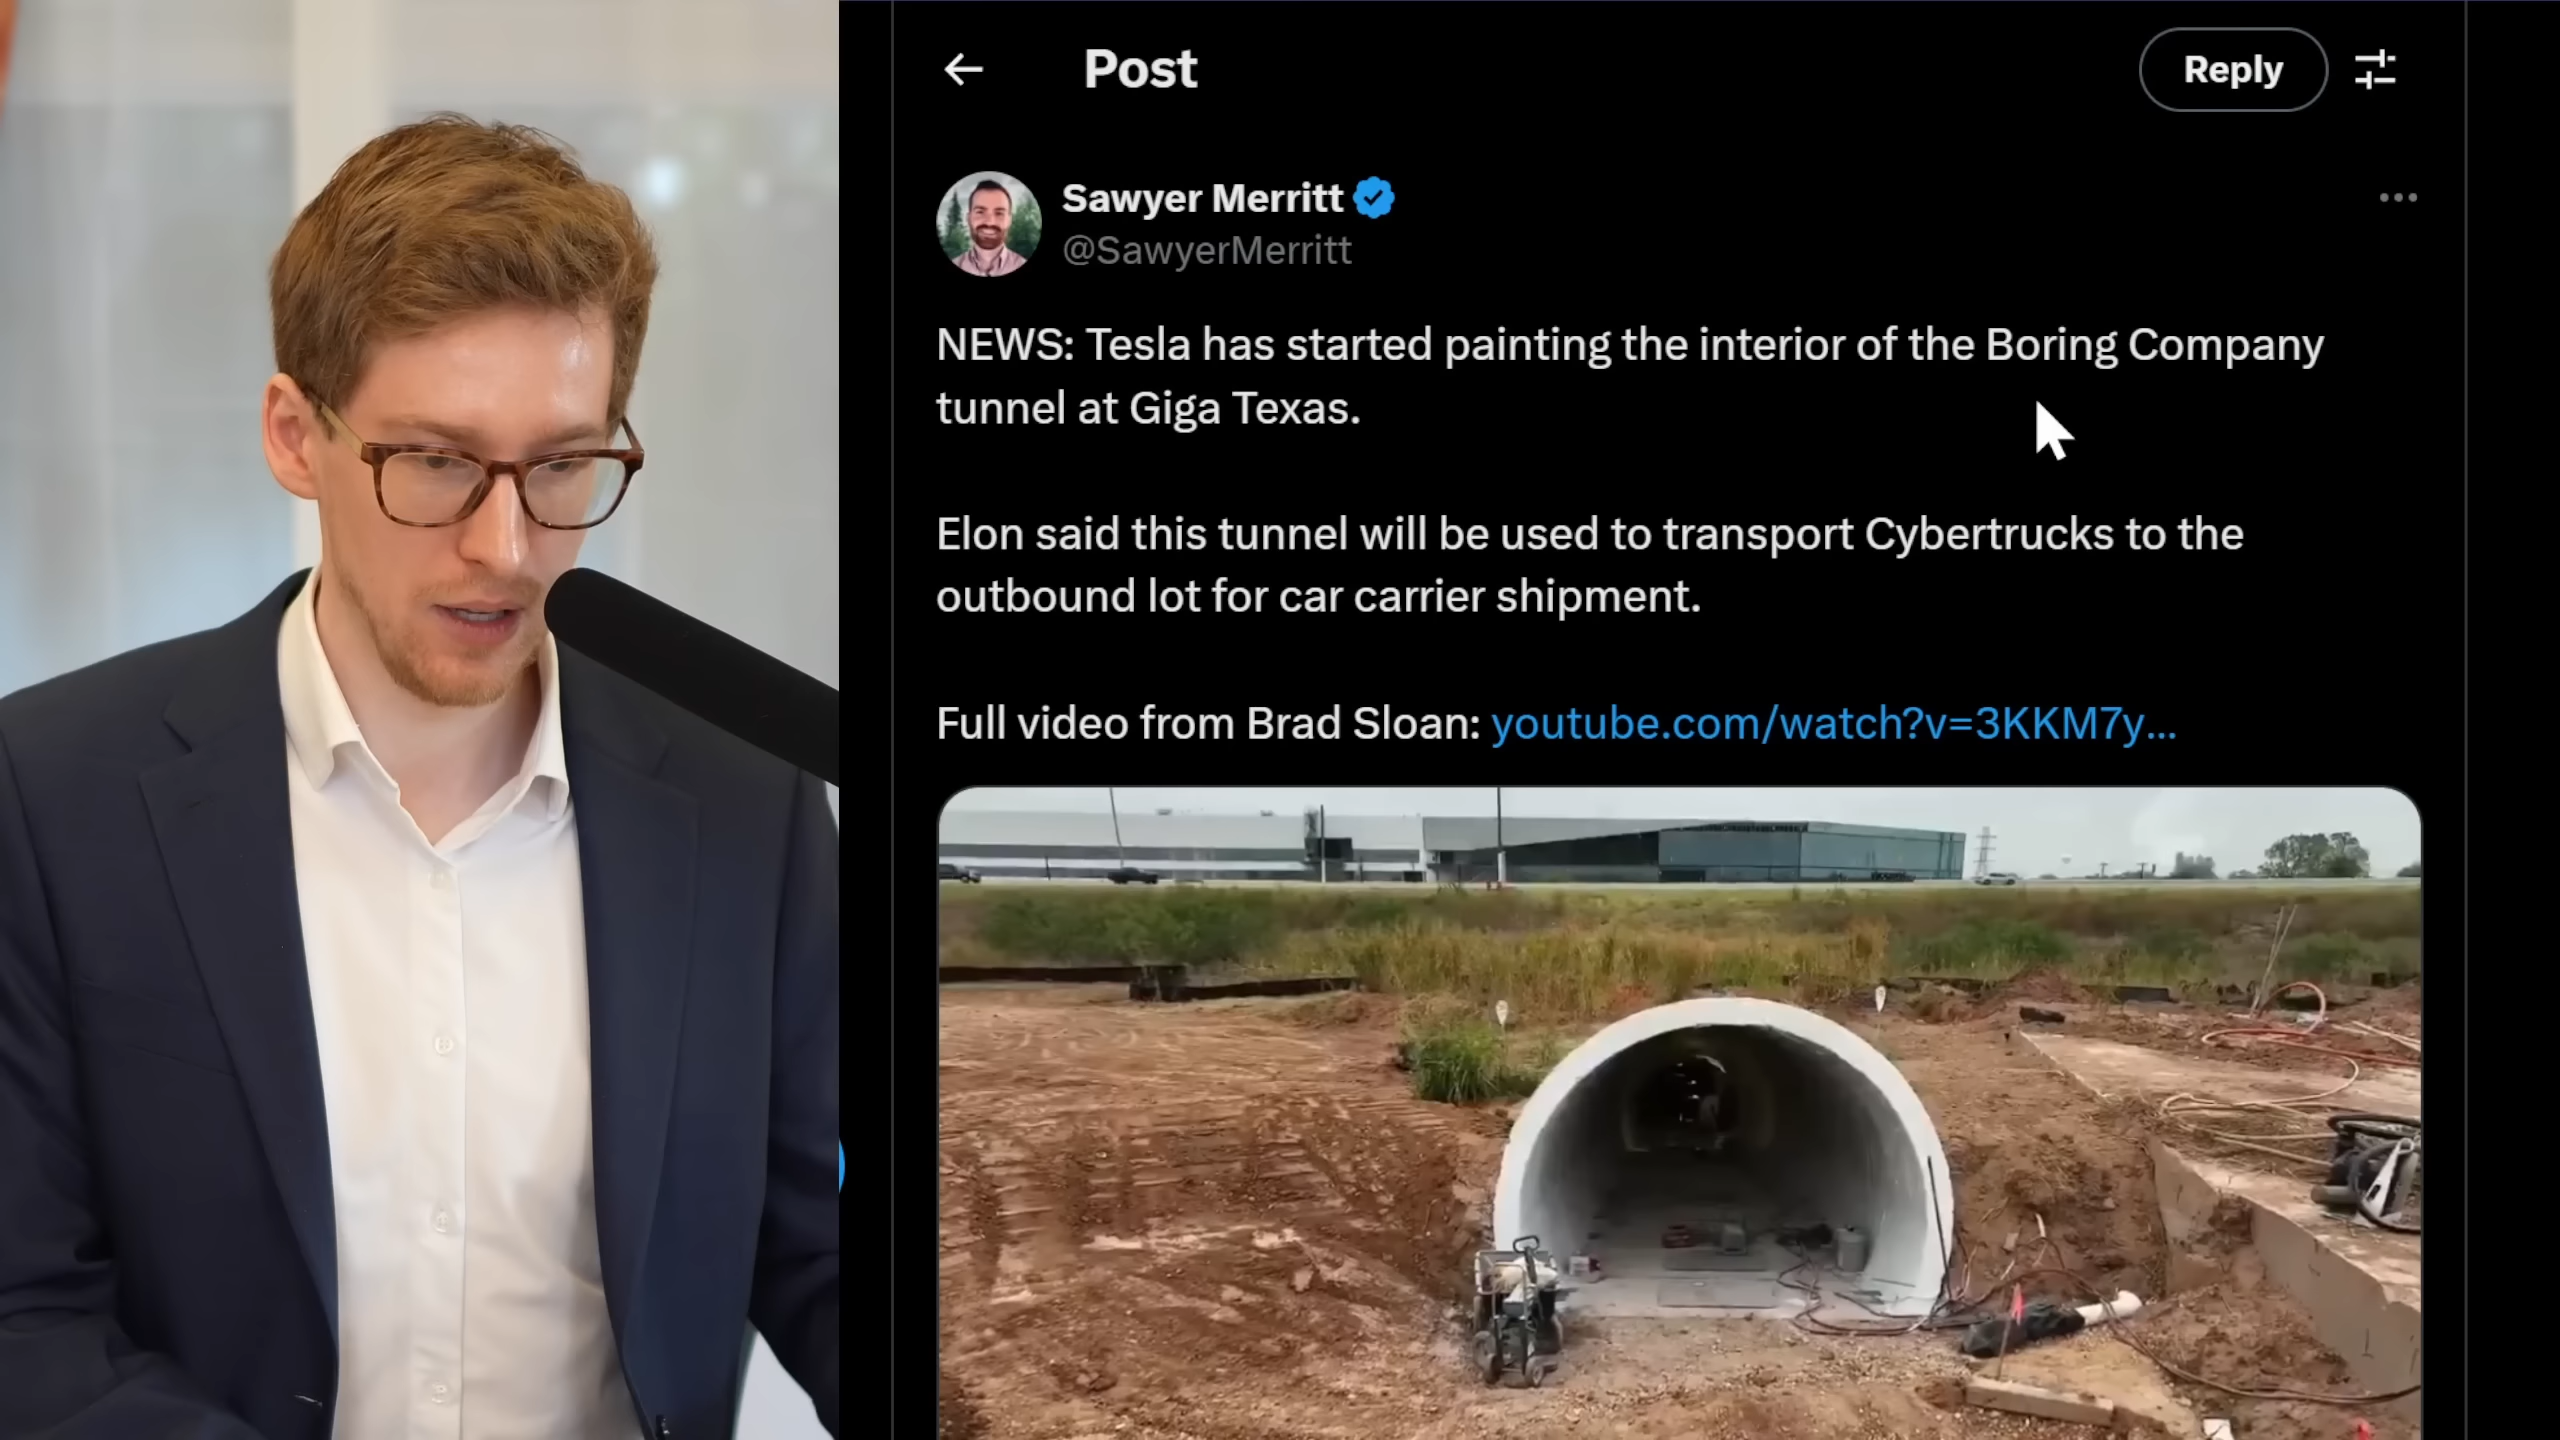 Post
Reply
Sawyer Merritt
@SawyerMerritt
NEWS: Tesla has started painting the interior of the Boring Company
tunnel at Giga Texas.
Elon said this tunnel will be used to transport Cybertrucks to the
outbound lot for car carrier shipment.
Full video from Brad Sloan: youtube.com/watch?v=3KKM7y...